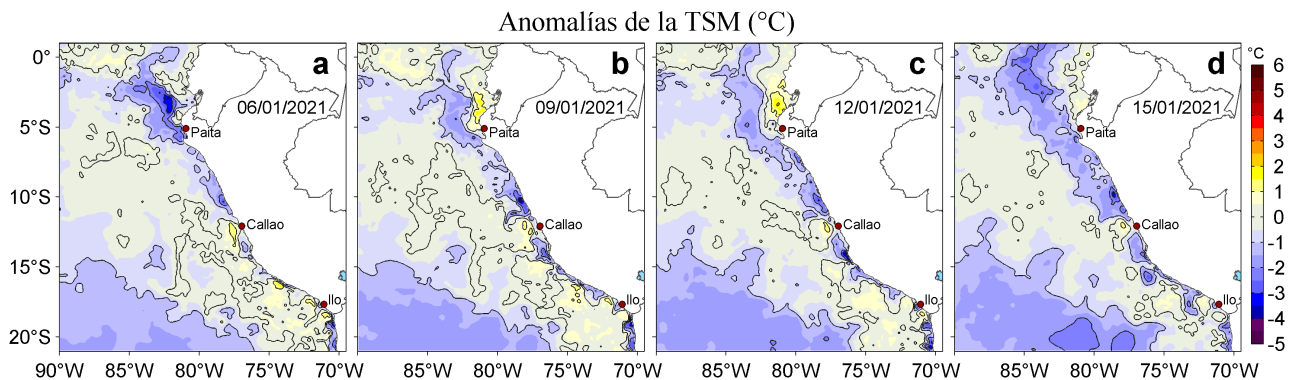 Anomalías de la TSM (°C)
a
b
c
d
06/01/2021
09/01/2021
12/01/2021
15/01/2021
Paita
Paita
Paita
Paita
Callao
Callao
Callao
Callao
Ilo
Ilo
Ilo
Ilo
0°
5°S
10°S
15°S
20°S
90°W 85°W 80°W 75°W 70°W
85°W 80°W 75°W 70°W
85°W 80°W 75°W 70°W
85°W 80°W 75°W 70°W
°C
6
5
4
3
2
1
0
-1
-2
-3
-4
-5